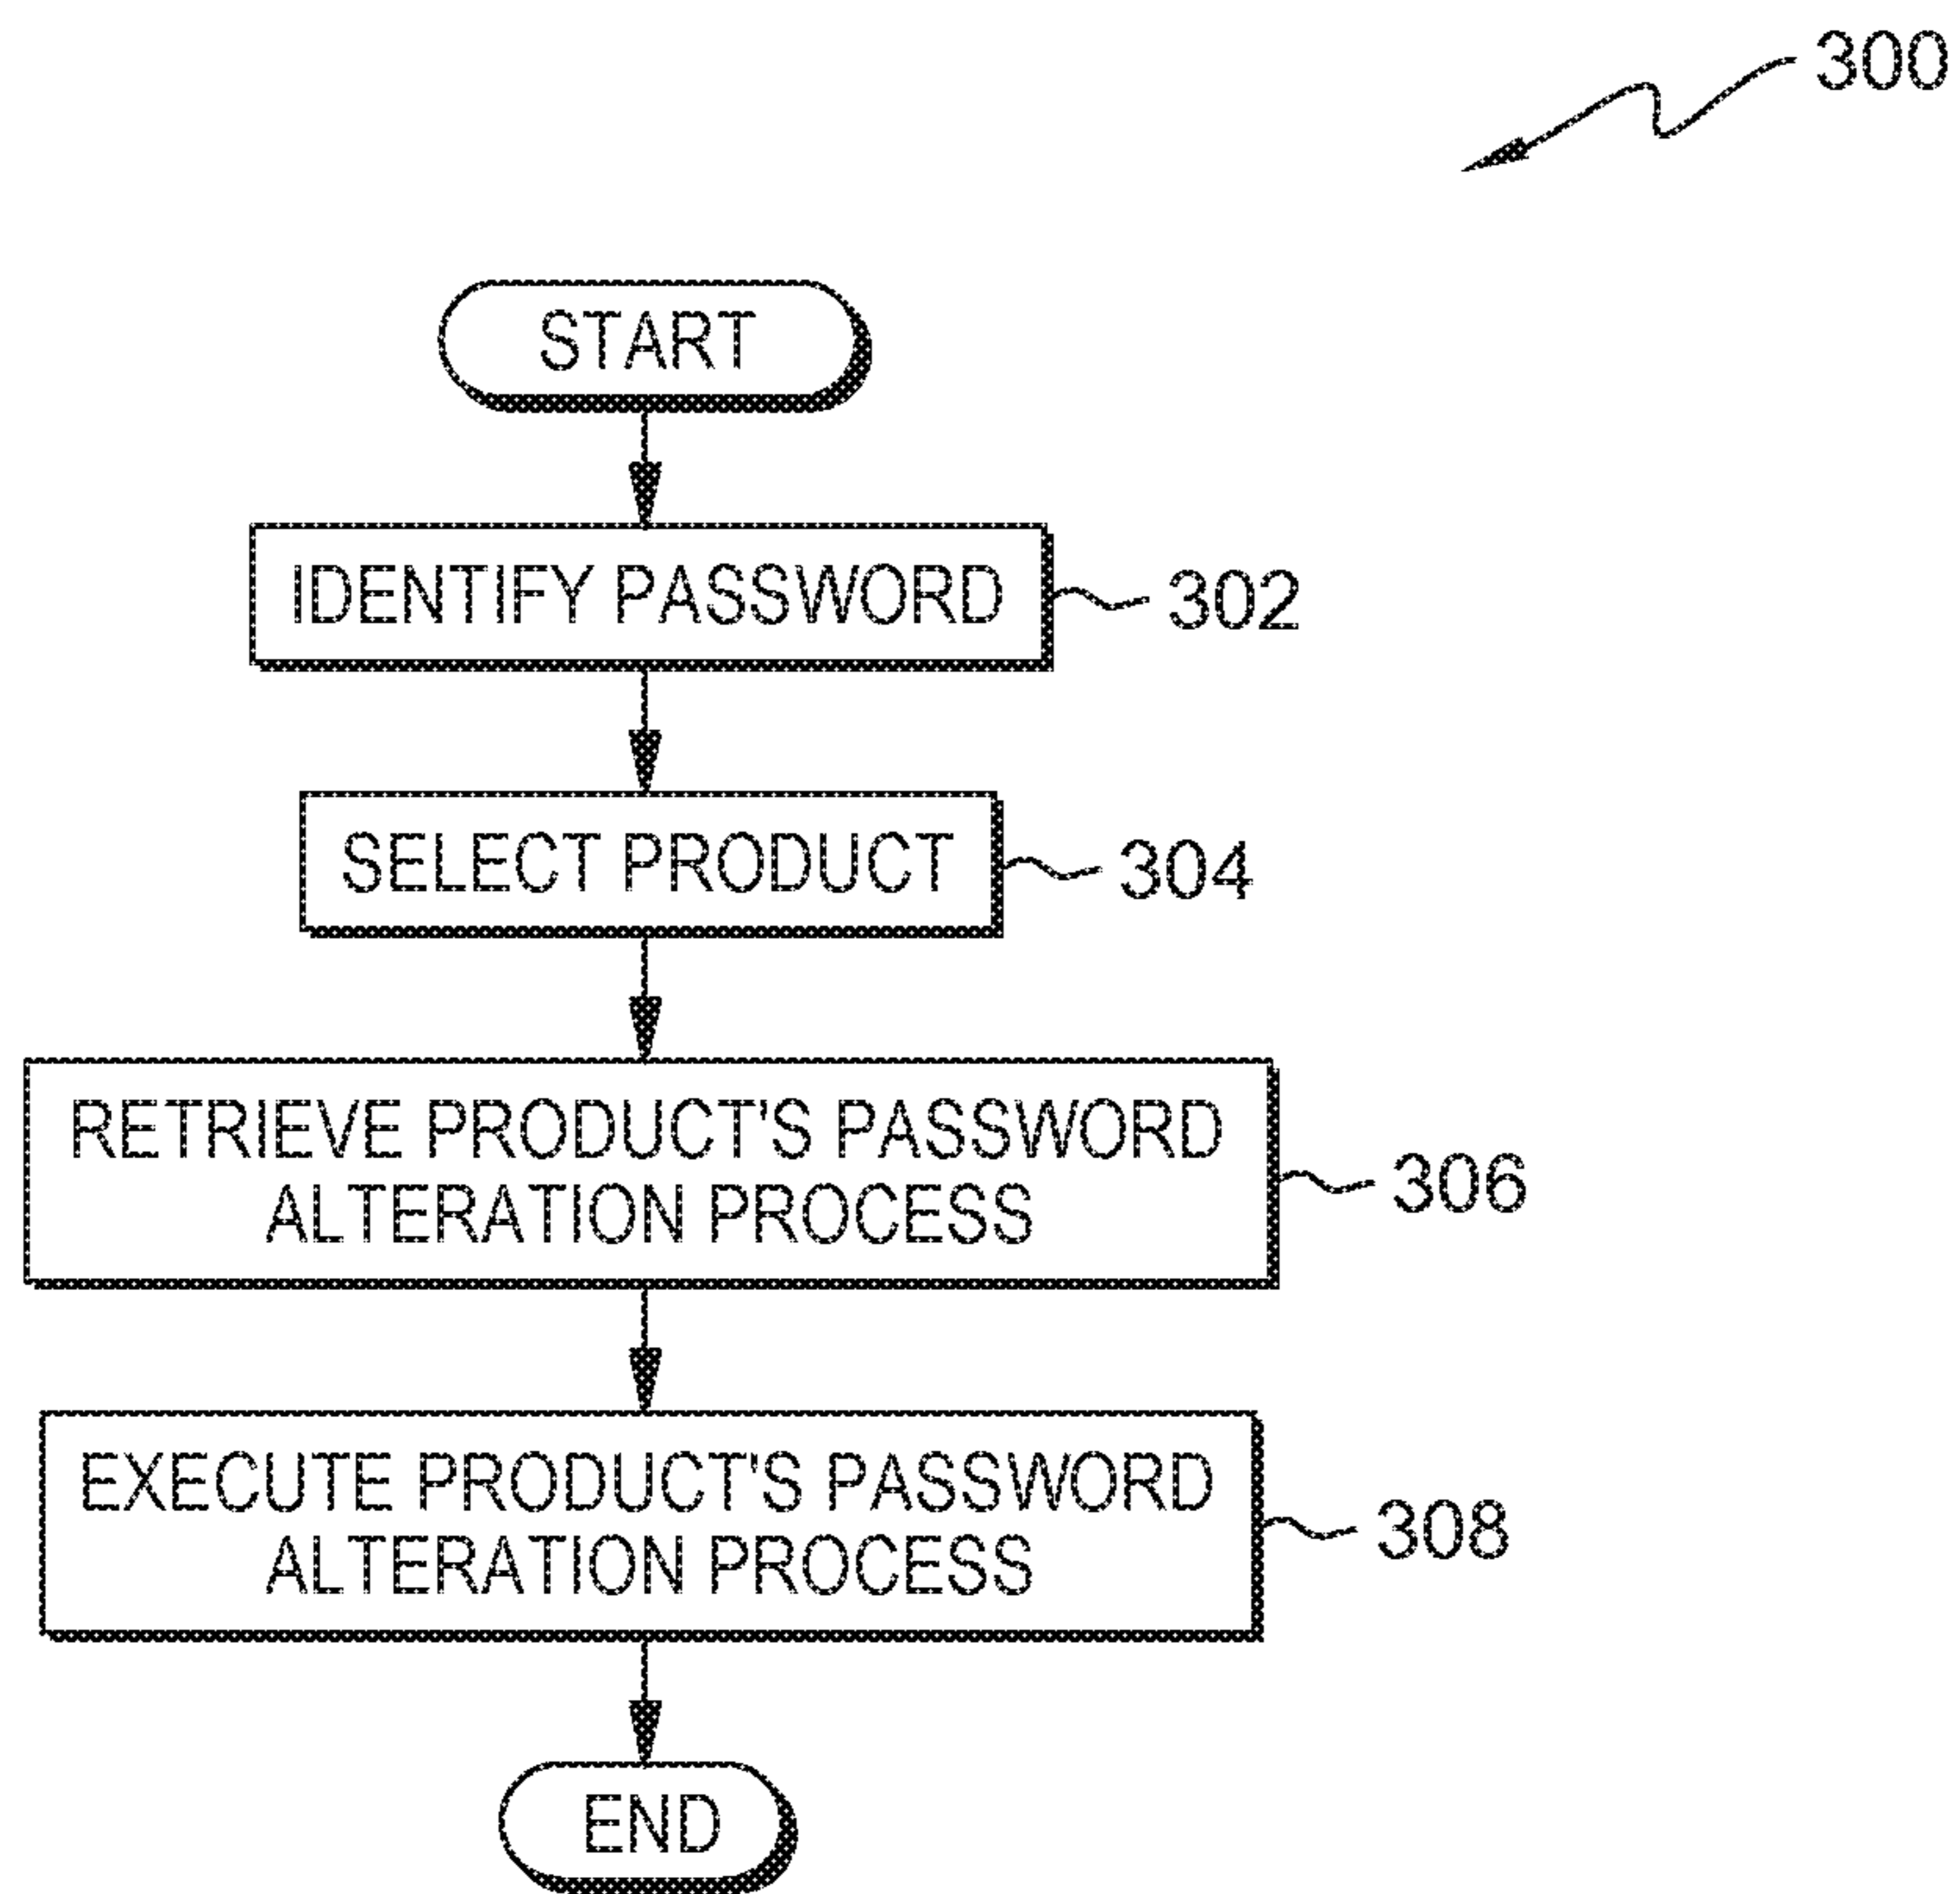 300
START
IDENTIFY PASSWORD
302
SELECT PRODUCT
304
RETRIEVE PRODUCT'S PASSWORD
ALTERATION PROCESS
306
EXECUTE PRODUCT'S PASSWORD
ALTERATION PROCESS
308
END